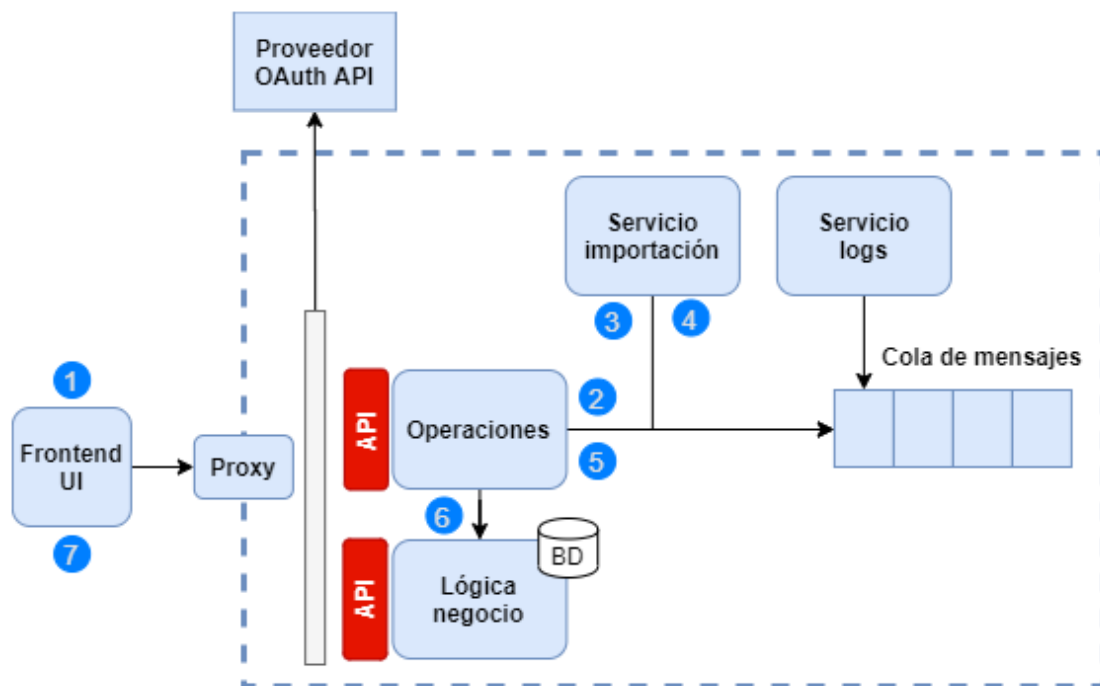 Proveedor
OAuth API
Servicio
importación
Servicio
logs
3
4
Cola de mensajes
1
2
API
Operaciones
Frontend
UI
Proxy
5
6
7
BD
API
Lógica
negocio